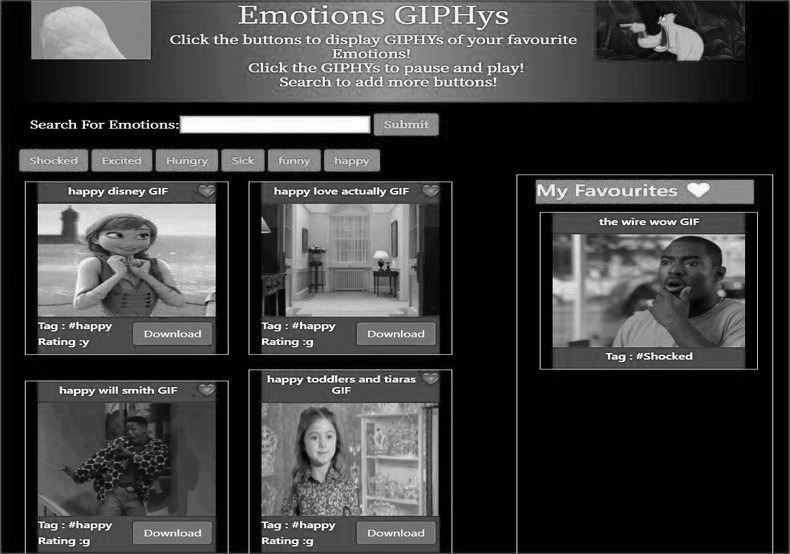 Emotions GIPHys
Click the buttons to display GIPHYs of your favourite
Emotions!
Click the GIPHYs to pause and play!
Search to add more buttons!
Search For Emotions:
Submit
Shocked
Excited
Hungry
Sick
funny
happy
happy disney GIF
Tag : #happy
Rating :y
Download
happy love actually GIF
Tag : #happy
Rating :g
Download
happy will smith GIF
Tag : #happy
Rating :g
Download
happy toddlers and tiaras
GIF
Tag : #happy
Rating :g
Download
My Favourites
the wire wow GIF
Tag : #Shocked